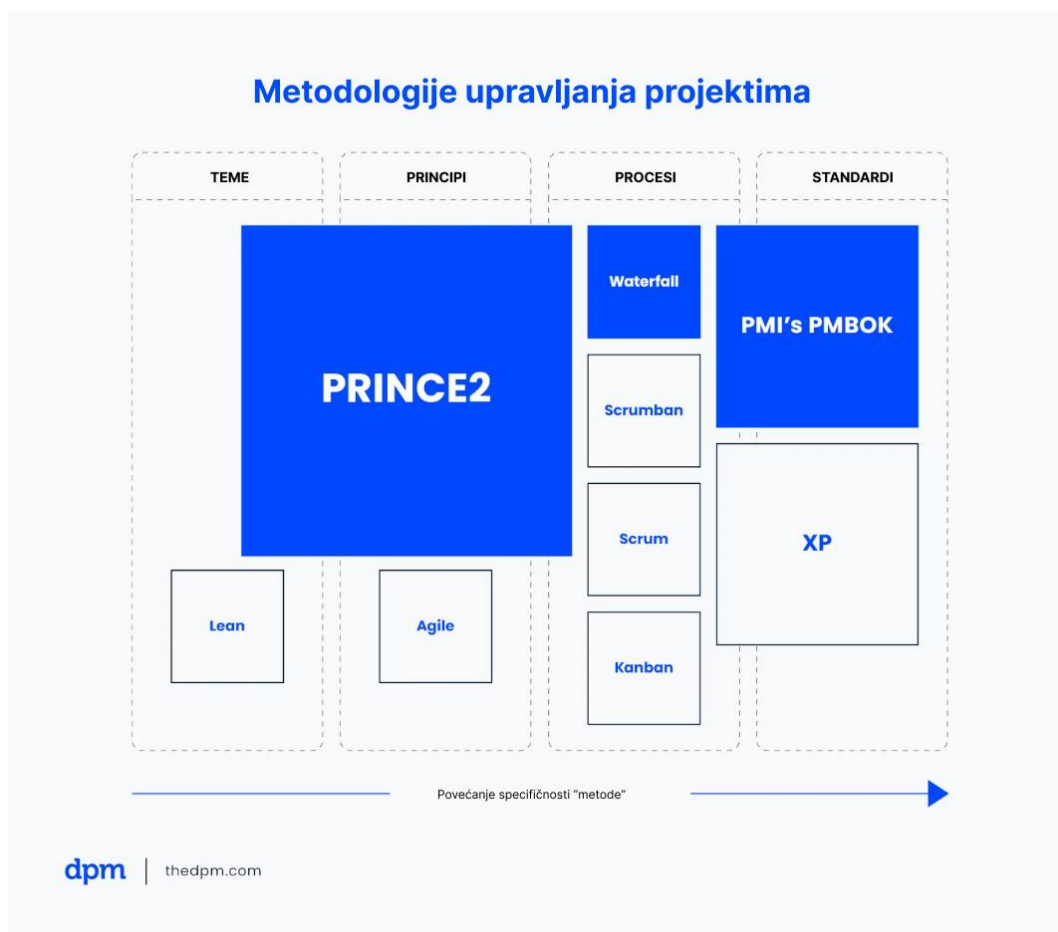 Metodologije upravljanja projektima
TEME
PRINCIPI
PROCESI
STANDARDI
PRINCE2
Waterfall
PMI’s PMBOK
Scrumban
Scrum
XP
Lean
Agile
Kanban
Povećanje specifičnosti “metode“
dpm | thedpm.com